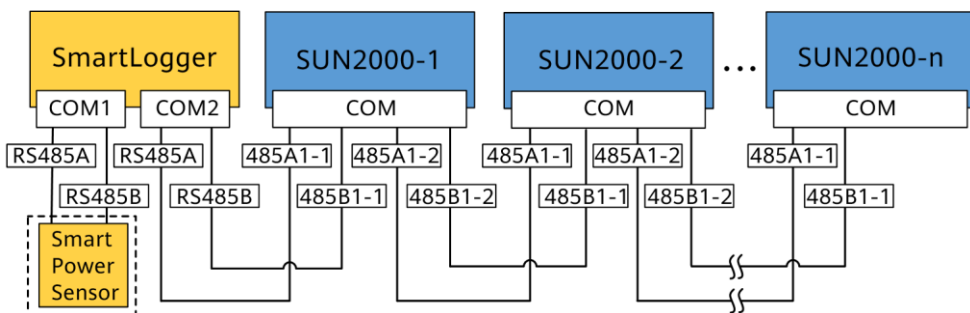 SmartLogger
SUN2000-1
SUN2000-2
...
SUN2000-n
COM1
COM2
COM
COM
COM
RS485A
RS485A
485A1-1
485A1-2
485A1-1
485A1-2
485A1-1
RS485B
RS485B
485B1-1
485B1-2
485B1-1
485B1-2
485B1-1
Smart
Power
Sensor